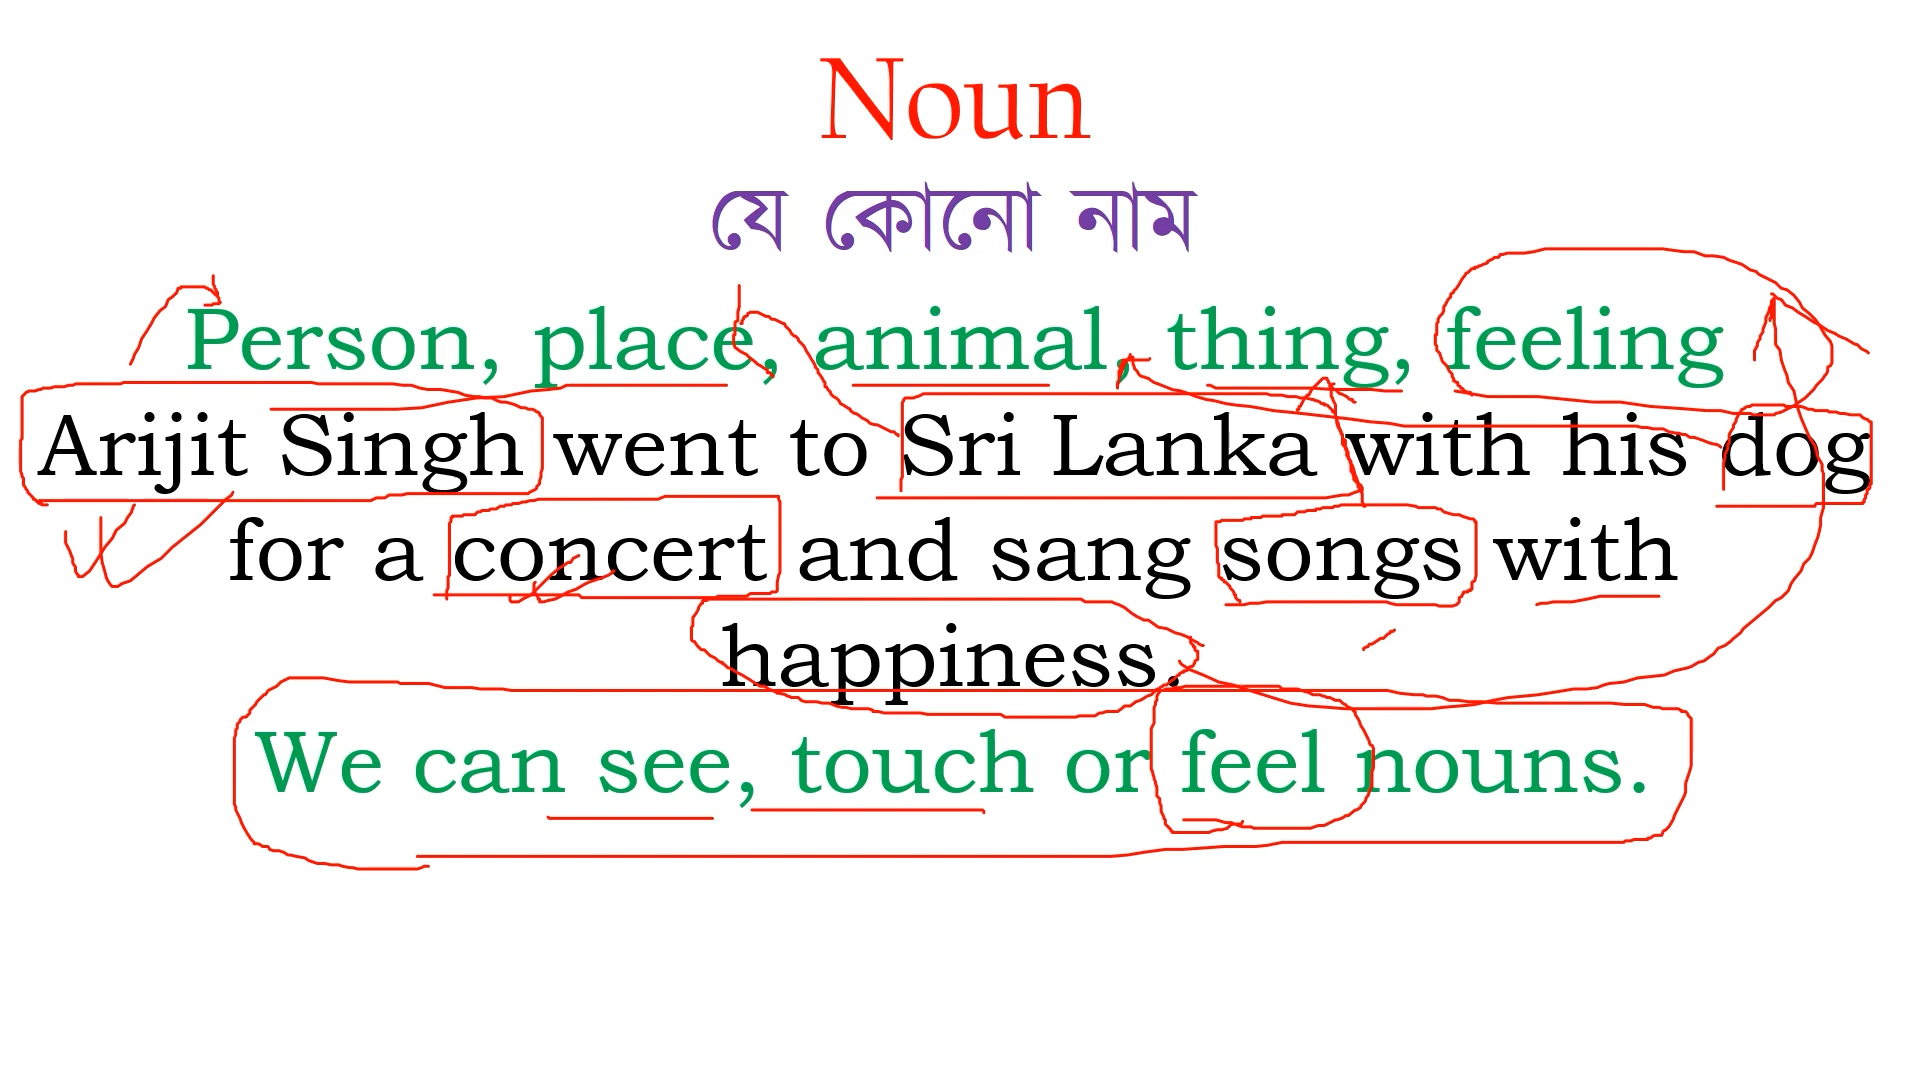 Noun
যে কোনো নাম
Person, place, animal, thing, feeling
Arijit Singh went to Sri Lanka with his dog
for a concert and sang songs with
happiness.
We can see, touch or feel nouns.